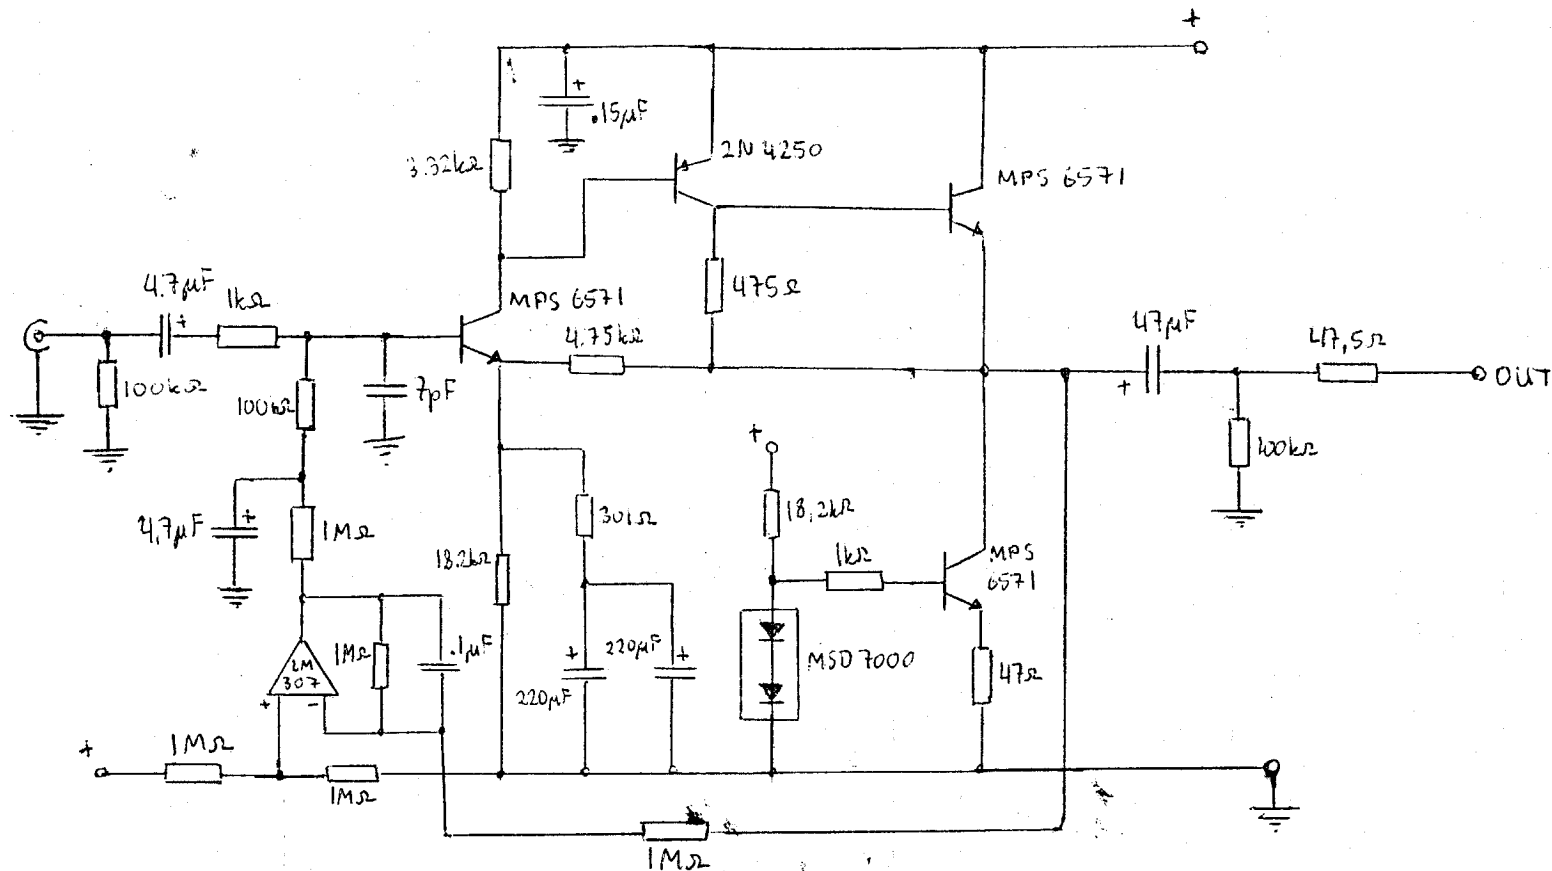 +
+
.15µF
3.32kΩ
2N 4250
MPS 6571
4.7µF
+
1kΩ
MPS 6571
475Ω
4.75kΩ
47µF
+
47,5Ω
OUT
100kΩ
100kΩ
7pF
+
100kΩ
4,7µF
+
1MΩ
301Ω
18,2kΩ
1kΩ
MPS
6571
18.2kΩ
1MΩ
.1µF
LM
307
+
-
+
220µF
220µF
+
MSD 7000
47Ω
+
1MΩ
1MΩ
1MΩ